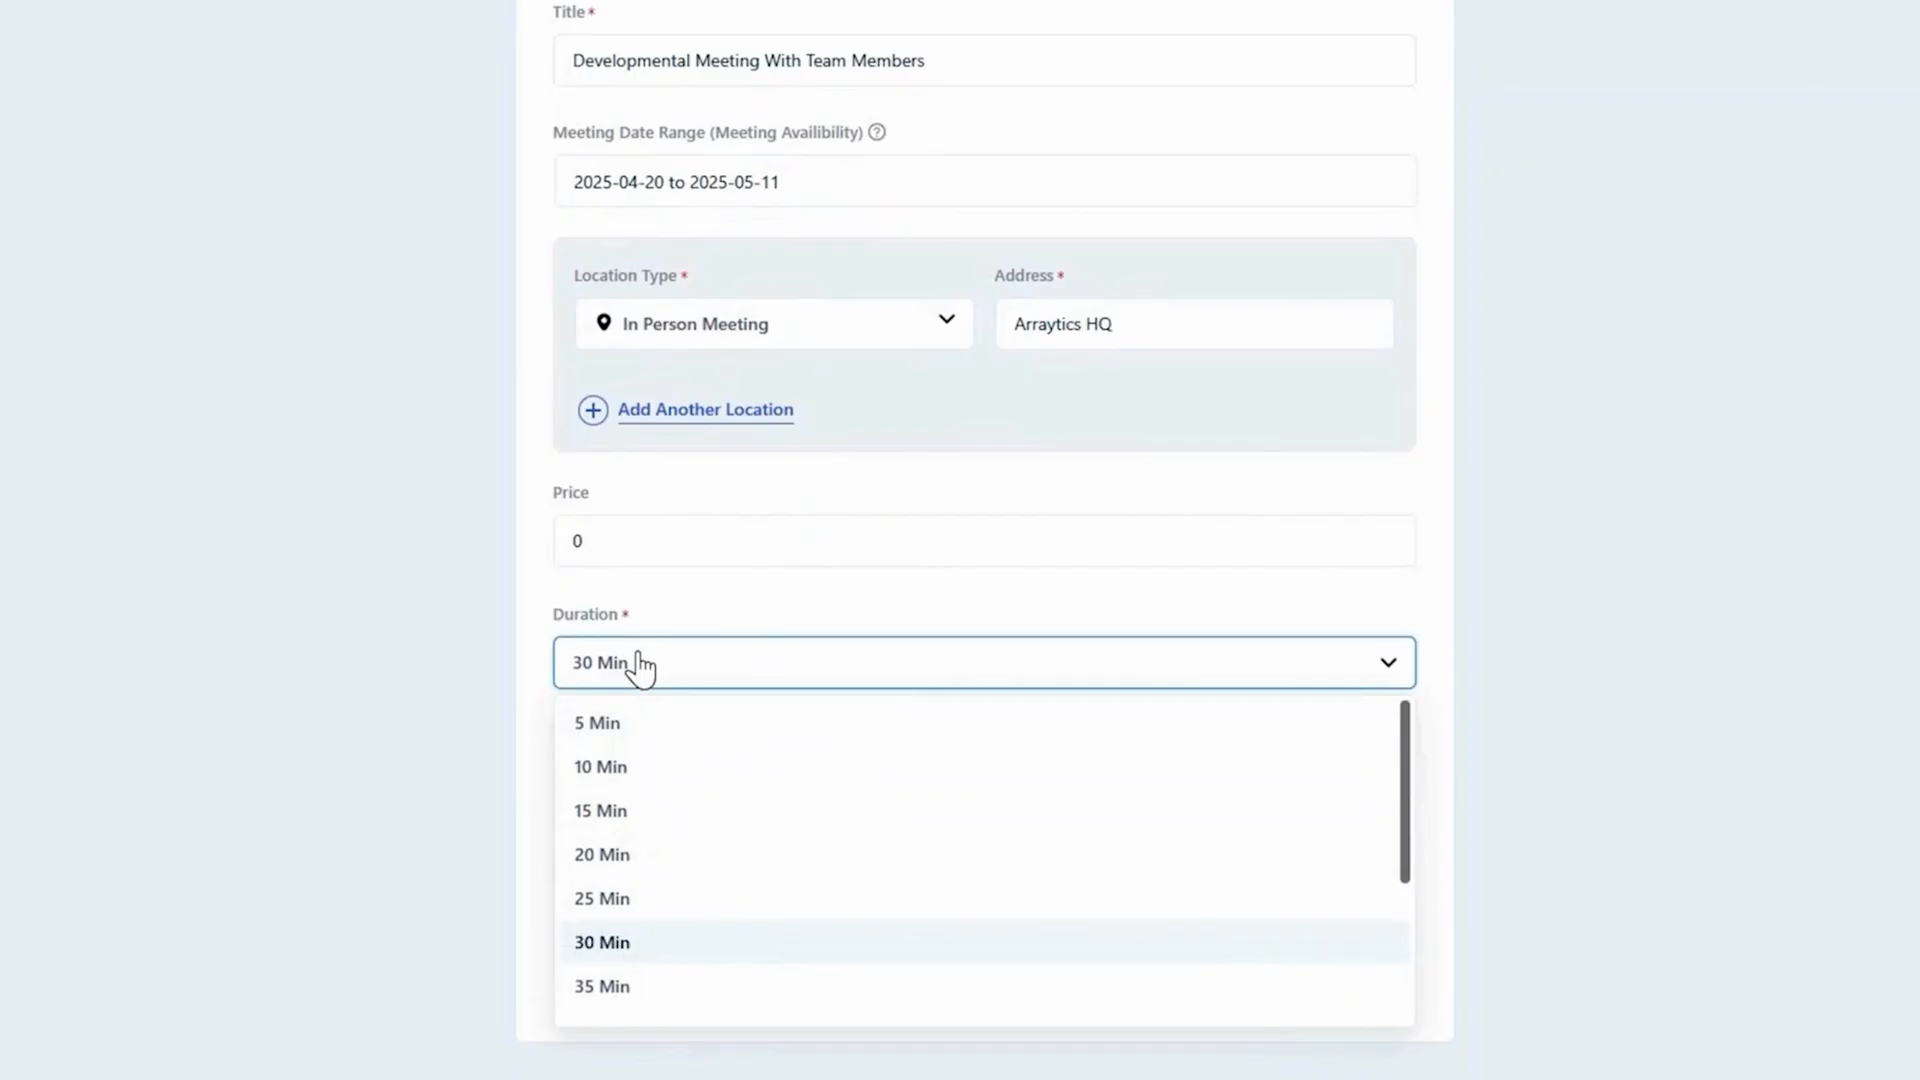 Title*
Developmental Meeting With Team Members
Meeting Date Range (Meeting Availibility)
2025-04-20 to 2025-05-11
Location Type * Address *
In Person Meeting Arraytics HQ
Add Another Location
Price
0
Duration *
30 Min
5 Min
10 Min
15 Min
20 Min
25 Min
30 Min
35 Min